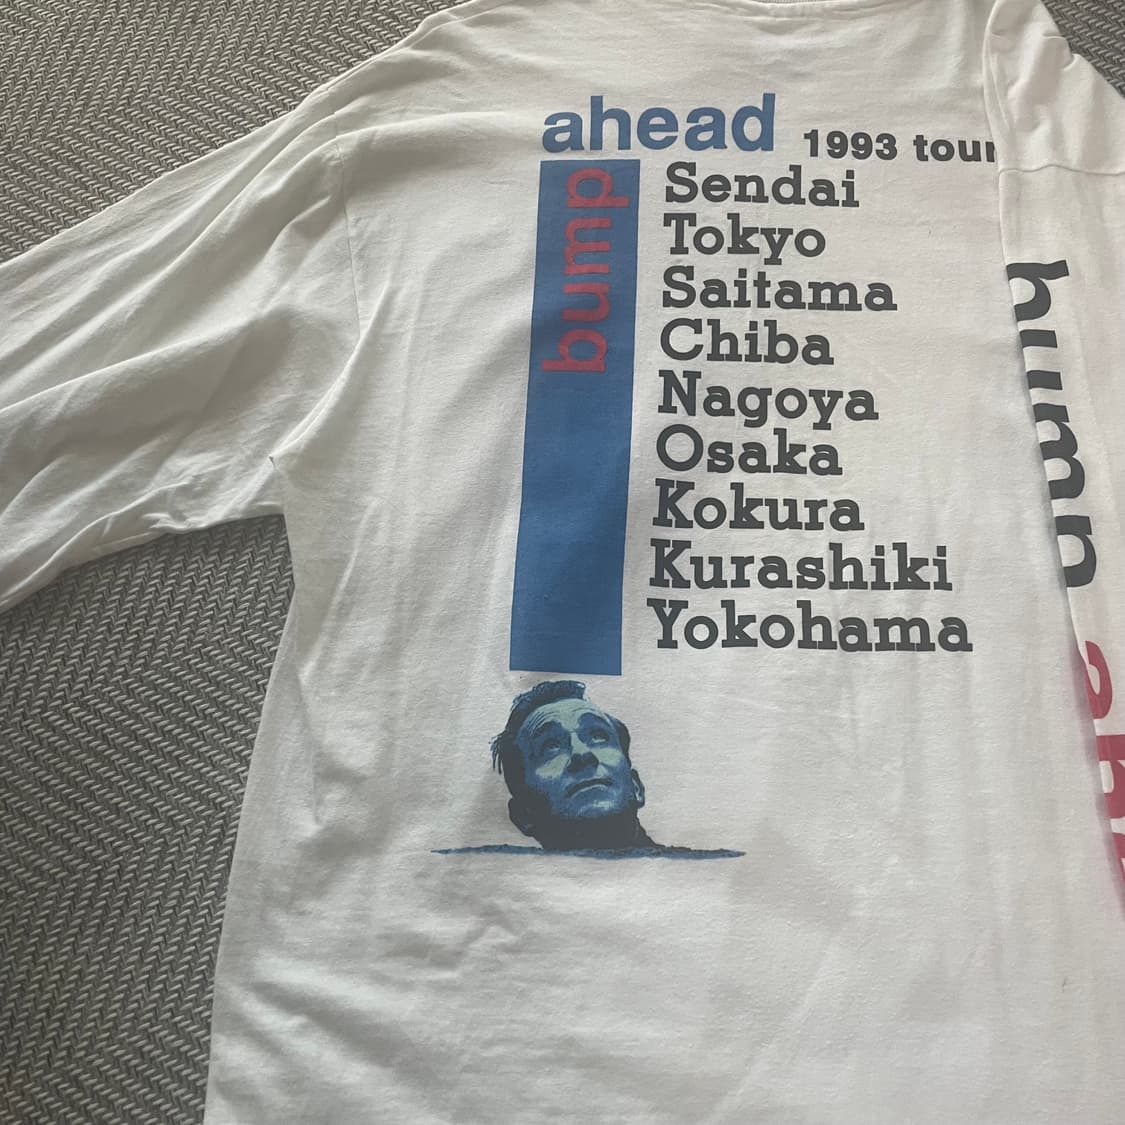 ahead 1993 tour
bump
Sendai
Tokyo
Saitama
Chiba
Nagoya
Osaka
Kokura
Kurashiki
Yokohama
bump